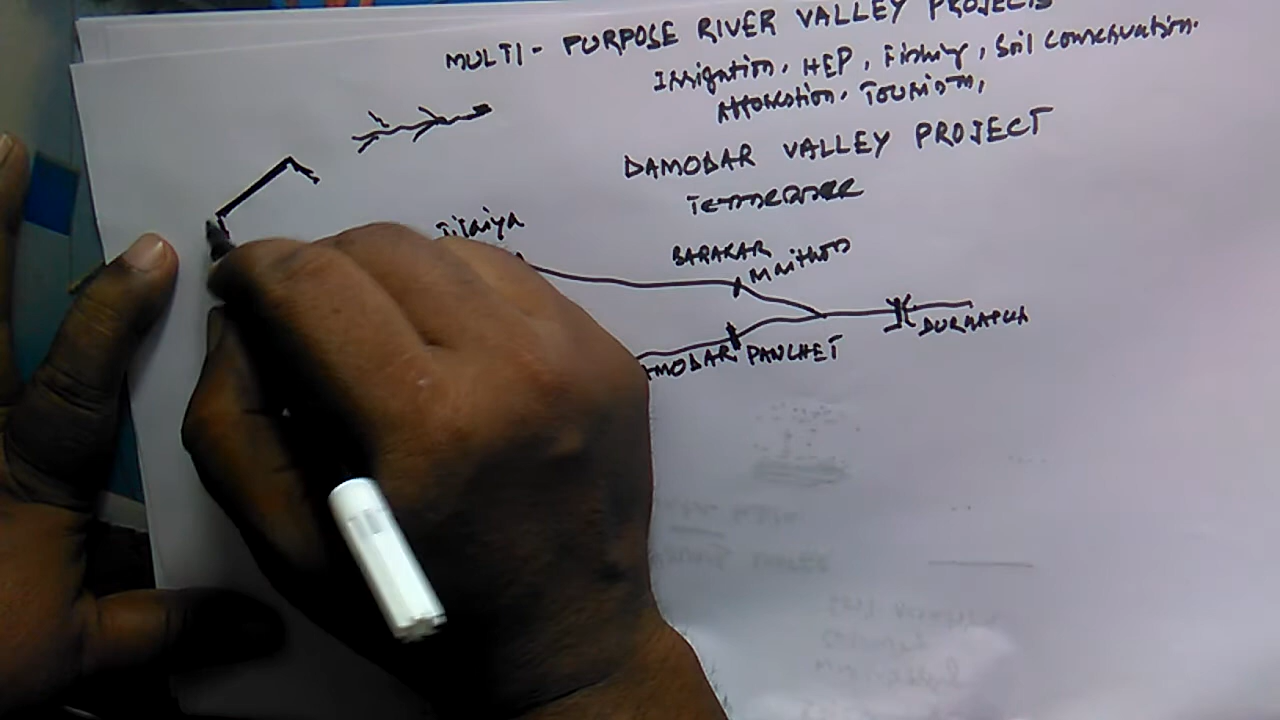 MULTI - PURPOSE RIVER VALLEY PROJECTS
Irrigation, HEP, Fishing, Soil conservation.
Afforestation. Tourism,
DAMODAR VALLEY PROJECT
Tilaiya
BARAKAR
Maithon
DURGAPUR
AMODAR PANCHET